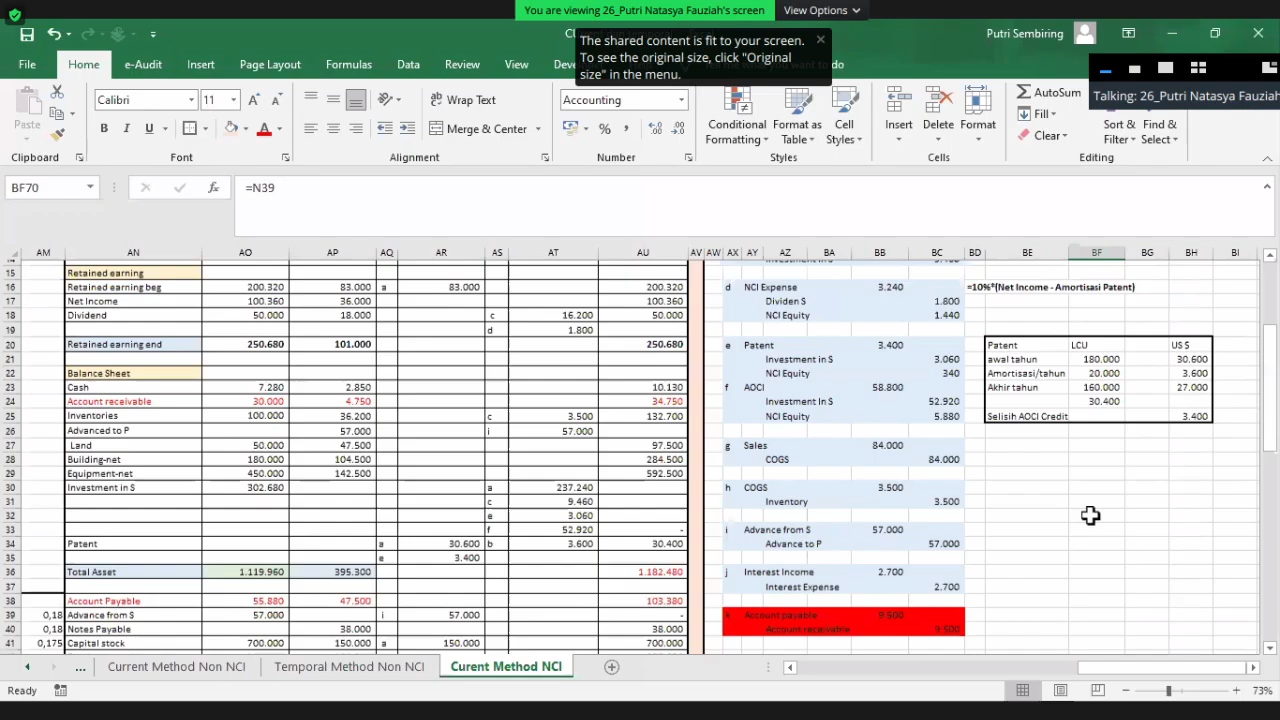 You are viewing 26_Putri Natasya Fauziah's screen View Options
The shared content is fit to your screen.
To see the original size, click "Original
size" in the menu.
Putri Sembiring
File Home e-Audit Insert Page Layout Formulas Data Review View
Talking: 26_Putri Natasya Fauziah
Paste Calibri 11 Wrap Text Accounting
Merge & Center
Conditional Formatting Format as Table Cell Styles Insert Delete Format
AutoSum Fill Clear Sort & Filter Find & Select
Clipboard Font Alignment Number Styles Cells Editing
BF70 =N39
AM AN AO AP AQ AR AS AT AU AV AW AX AY AZ BA BB BC BD BE BF BG BH BI
15 Retained earning
16 Retained earning beg 200.320 83.000 a 83.000 200.320 d NCI Expense 3.240 =10%*(Net Income - Amortisasi Patent)
17 Net Income 100.360 36.000 100.360 Dividen S 1.800
18 Dividend 50.000 18.000 c 16.200 50.000 NCI Equity 1.440
19 d 1.800
20 Retained earning end 250.680 101.000 250.680 e Patent 3.400 Patent LCU US $
21 Investment in S 3.060 awal tahun 180.000 30.600
22 Balance Sheet NCI Equity 340 Amortisasi/tahun 20.000 3.600
23 Cash 7.280 2.850 10.130 f AOCI 58.800 Akhir tahun 160.000 27.000
24 Account receivable 30.000 4.750 34.750 Investment In S 52.920 30.400
25 Inventories 100.000 36.200 c 3.500 132.700 NCI Equity 5.880 Selisih AOCI Credit 3.400
26 Advanced to P 57.000 i 57.000
27 Land 50.000 47.500 97.500 g Sales 84.000
28 Building-net 180.000 104.500 284.500 COGS 84.000
29 Equipment-net 450.000 142.500 592.500
30 Investment in S 302.680 a 237.240 h COGS 3.500
31 c 9.460 Inventory 3.500
32 e 3.060
33 f 52.920 - i Advance from S 57.000
34 Patent a 30.600 b 3.600 30.400 Advance to P 57.000
35 e 3.400
36 Total Asset 1.119.960 395.300 1.182.480 j Interest Income 2.700
37 Interest Expense 2.700
38 Account Payable 55.880 47.500 103.380
39 0,18 Advance from S 57.000 i 57.000 - k Account payable 9.500
40 0,18 Notes Payable 38.000 38.000 Account receivable 9.500
41 0,175 Capital stock 700.000 150.000 a 150.000 700.000
... Current Method Non NCI Temporal Method Non NCI Curent Method NCI
Ready 73%